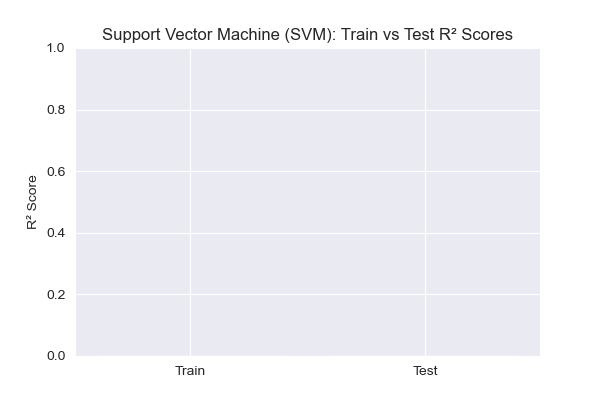 Support Vector Machine (SVM): Train vs Test R² Scores
1.0
0.8
0.6
0.4
0.2
0.0
R² Score
Train Test